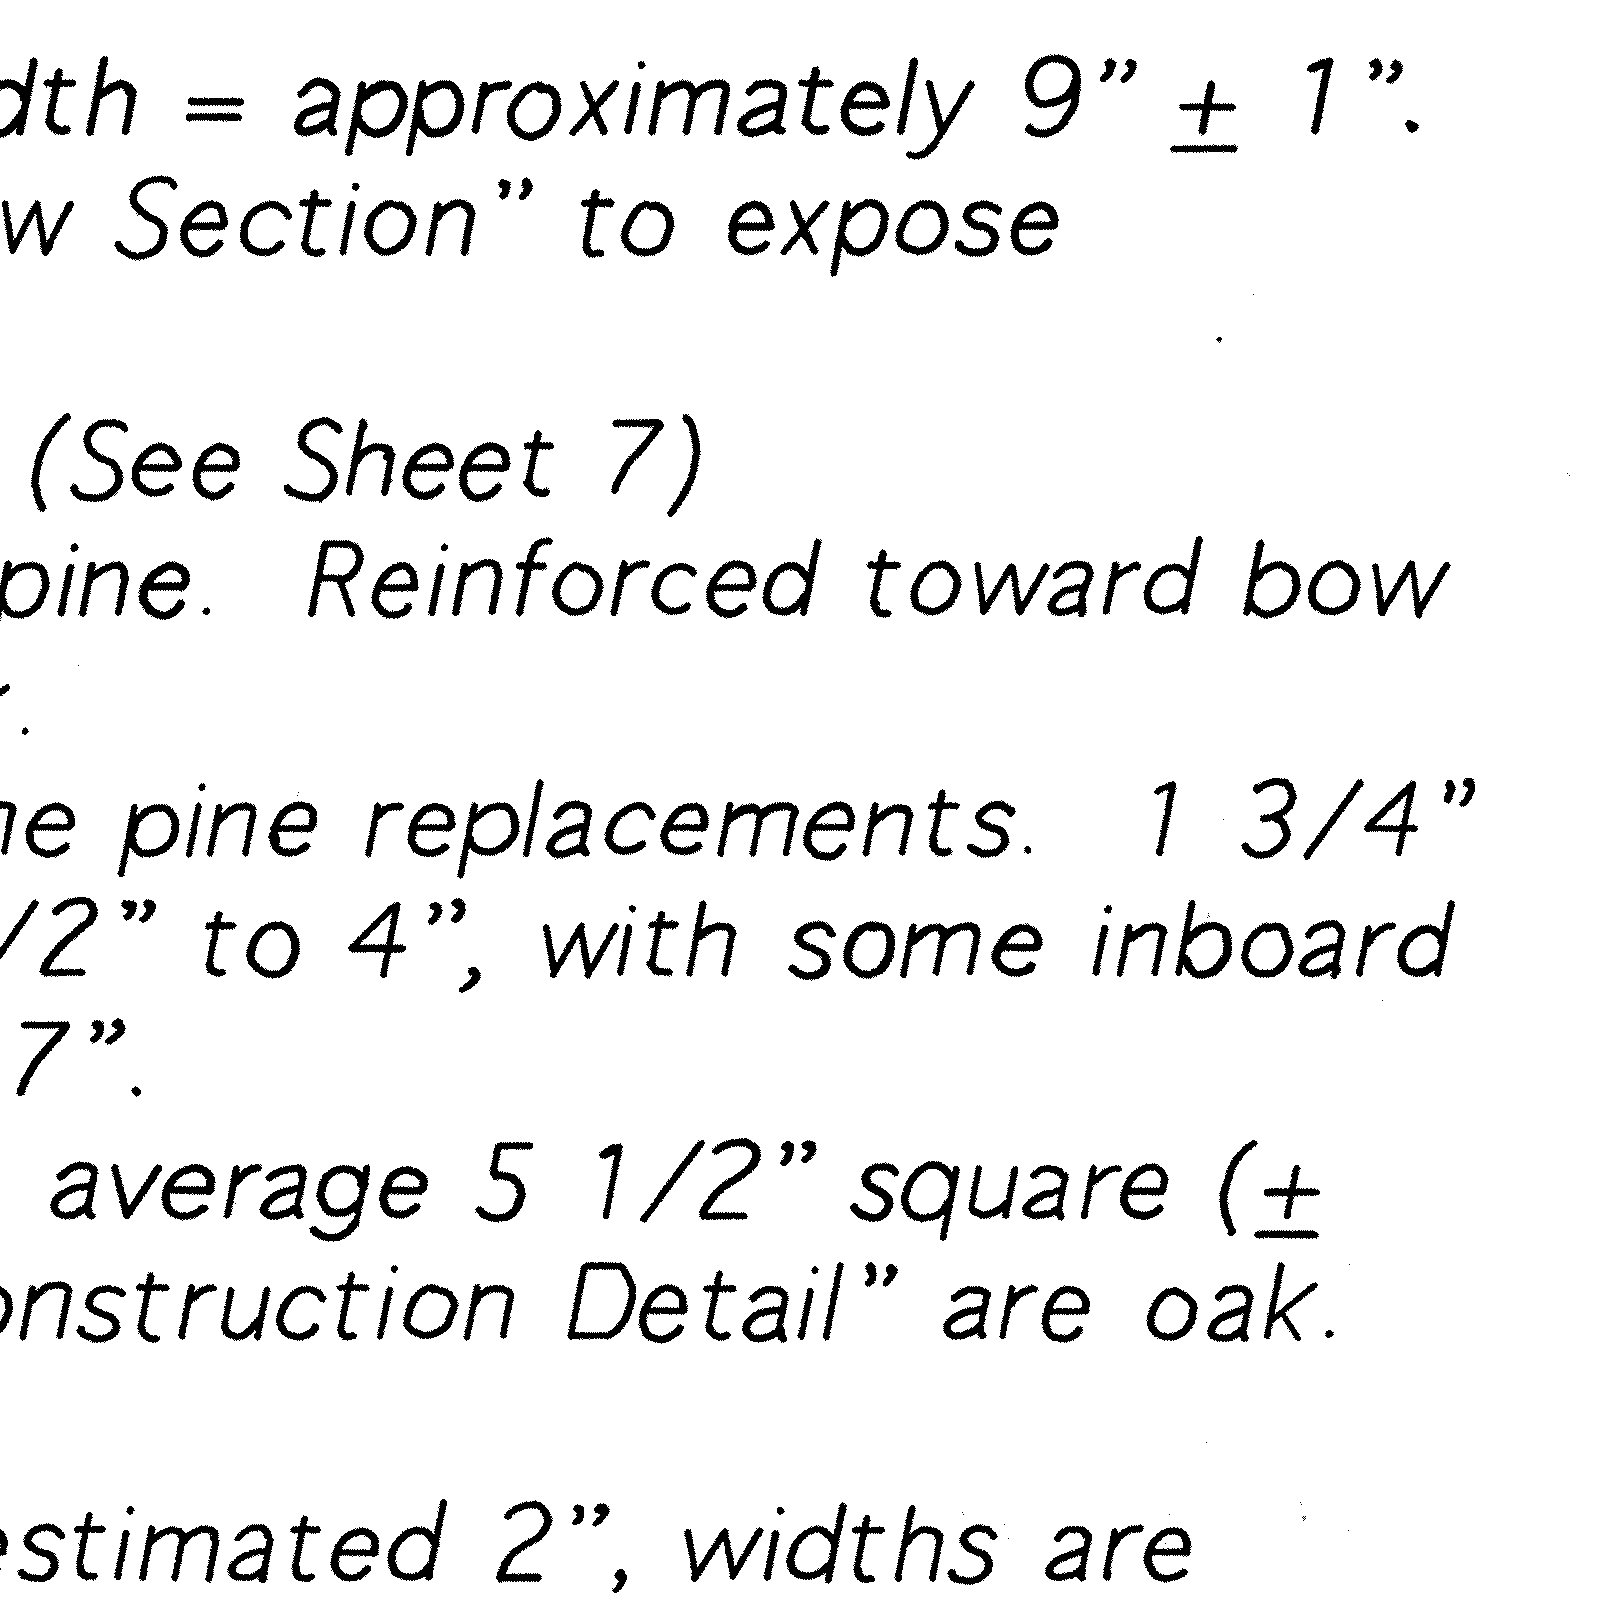 dth = approximately 9” ± 1”.
w Section” to expose
(See Sheet 7)
pine. Reinforced toward bow
ne pine replacements. 1 3/4”
/2” to 4”, with some inboard
7”.
average 5 1/2” square (±
onstruction Detail” are oak.
estimated 2”, widths are